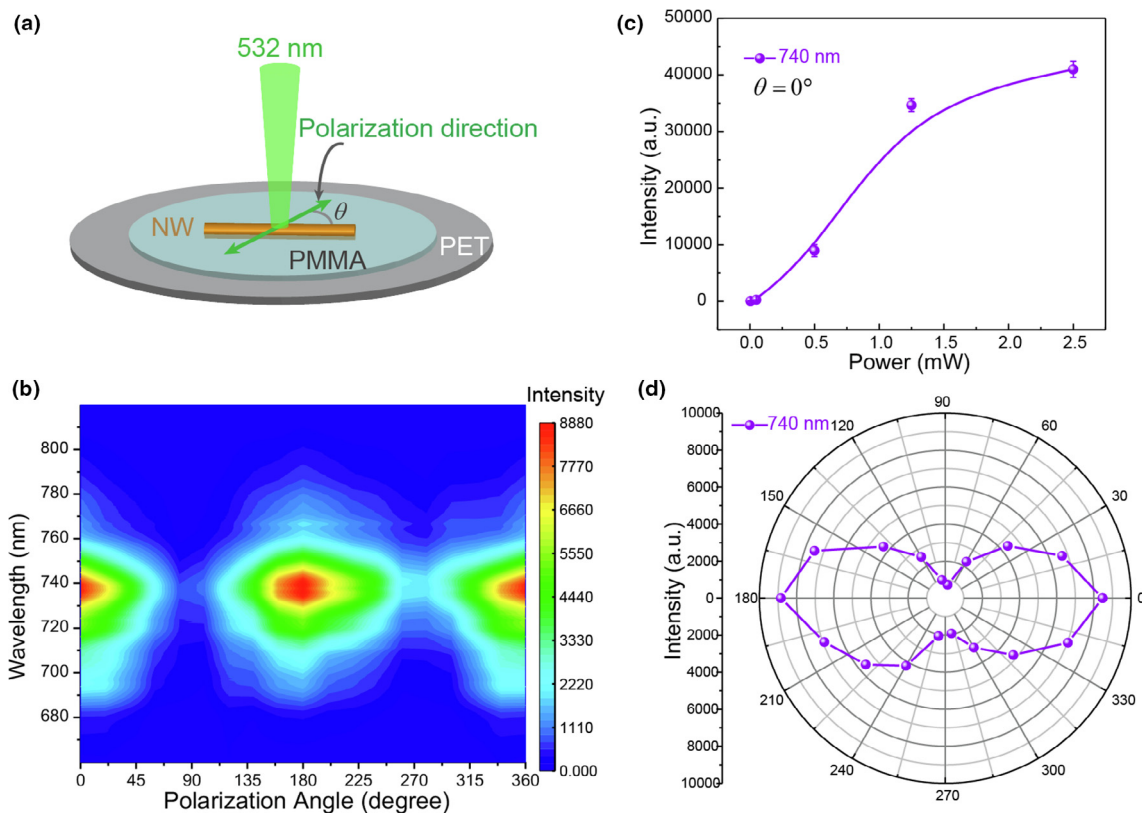 (a)
532 nm
Polarization direction
θ
NW
PMMA
PET
(c)
50000
40000
30000
20000
10000
0
Intensity (a.u.)
740 nm
θ = 0°
0.0 0.5 1.0 1.5 2.0 2.5
Power (mW)
(b)
Intensity
800
780
760
740
720
700
680
Wavelength (nm)
0 45 90 135 180 225 270 315 360
Polarization Angle (degree)
8880
7770
6660
5550
4440
3330
2220
1110
0.000
(d)
10000
8000
6000
4000
2000
0
2000
4000
6000
8000
10000
Intensity (a.u.)
740 nm
90
120 60
150 30
180 0
210 330
240 300
270